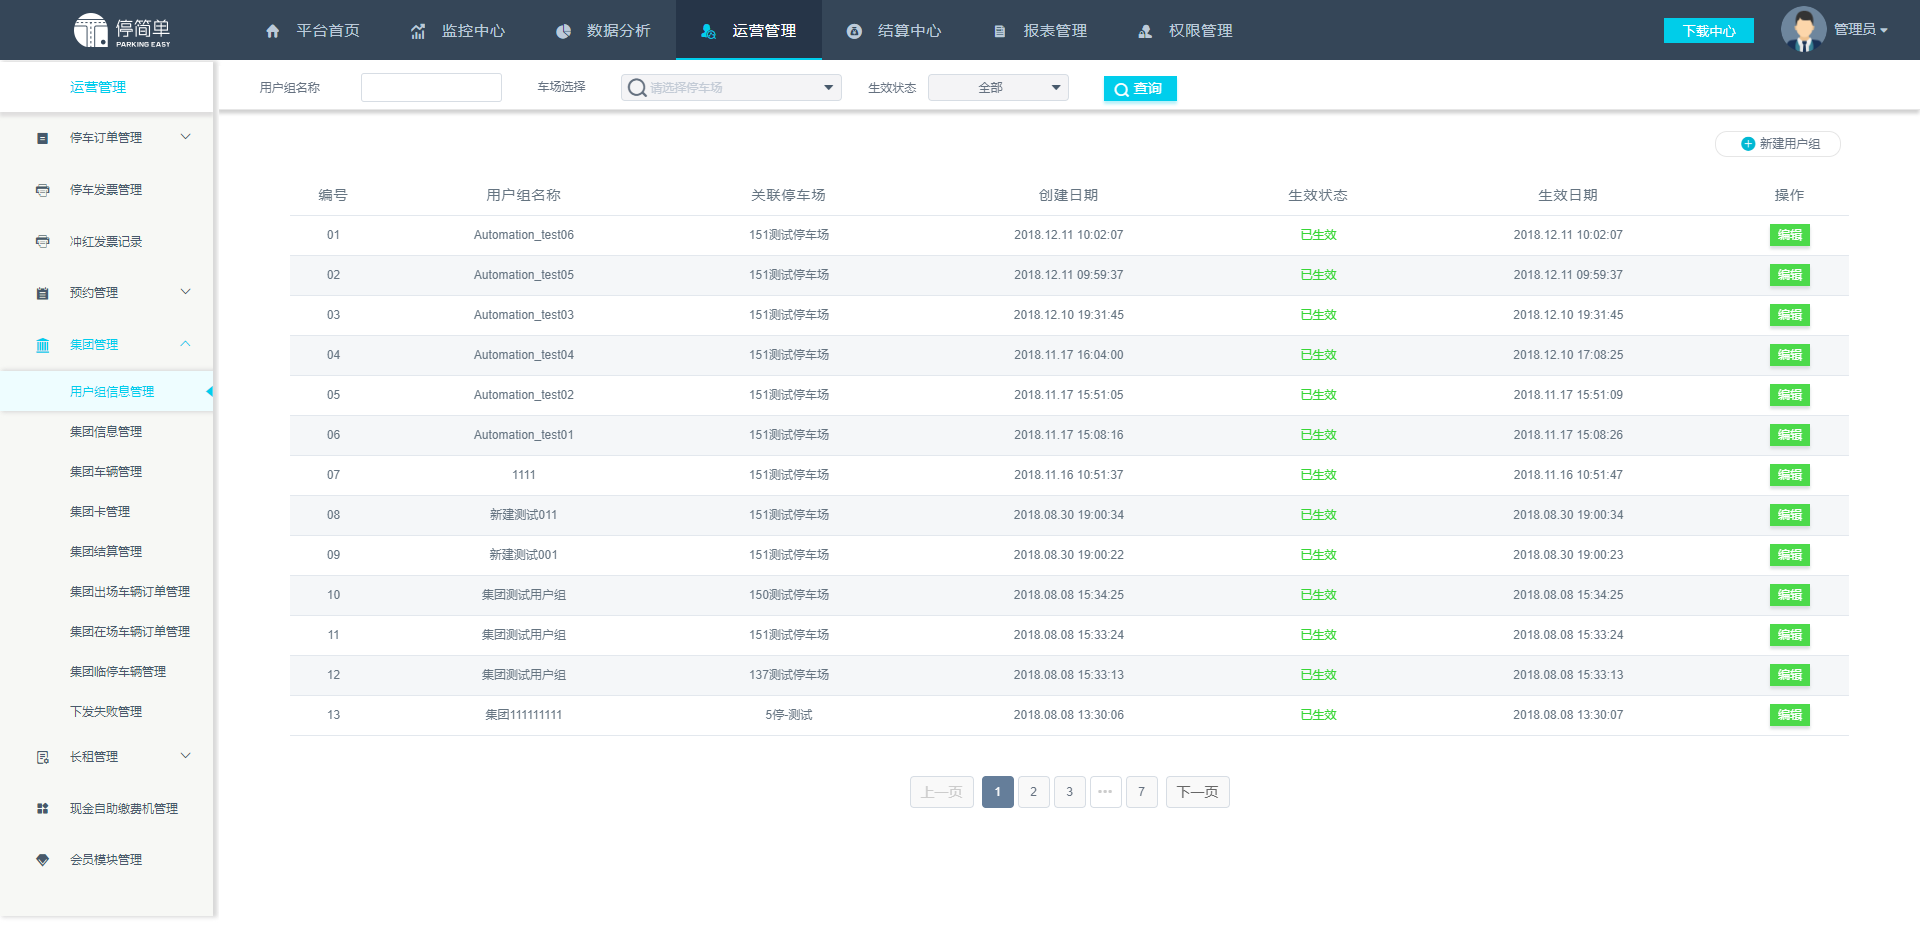 停简单
PARKING EASY
平台首页 监控中心 数据分析 运营管理 结算中心 报表管理 权限管理 下载中心 管理员
运营管理
用户组名称 车场选择 请选择停车场 生效状态 全部 查询
停车订单管理
停车发票管理
冲红发票记录
预约管理
集团管理
用户组信息管理
集团信息管理
集团车辆管理
集团卡管理
集团结算管理
集团出场车辆订单管理
集团在场车辆订单管理
集团临停车辆管理
下发失败管理
长租管理
现金自助缴费机管理
会员模块管理
新建用户组
编号 用户组名称 关联停车场 创建日期 生效状态 生效日期 操作
01 Automation_test06 151测试停车场 2018.12.11 10:02:07 已生效 2018.12.11 10:02:07 编辑
02 Automation_test05 151测试停车场 2018.12.11 09:59:37 已生效 2018.12.11 09:59:37 编辑
03 Automation_test03 151测试停车场 2018.12.10 19:31:45 已生效 2018.12.10 19:31:45 编辑
04 Automation_test04 151测试停车场 2018.11.17 16:04:00 已生效 2018.12.10 17:08:25 编辑
05 Automation_test02 151测试停车场 2018.11.17 15:51:05 已生效 2018.11.17 15:51:09 编辑
06 Automation_test01 151测试停车场 2018.11.17 15:08:16 已生效 2018.11.17 15:08:26 编辑
07 1111 151测试停车场 2018.11.16 10:51:37 已生效 2018.11.16 10:51:47 编辑
08 新建测试011 151测试停车场 2018.08.30 19:00:34 已生效 2018.08.30 19:00:34 编辑
09 新建测试001 151测试停车场 2018.08.30 19:00:22 已生效 2018.08.30 19:00:23 编辑
10 集团测试用户组 150测试停车场 2018.08.08 15:34:25 已生效 2018.08.08 15:34:25 编辑
11 集团测试用户组 151测试停车场 2018.08.08 15:33:24 已生效 2018.08.08 15:33:24 编辑
12 集团测试用户组 137测试停车场 2018.08.08 15:33:13 已生效 2018.08.08 15:33:13 编辑
13 集团111111111 5停-测试 2018.08.08 13:30:06 已生效 2018.08.08 13:30:07 编辑
上一页 1 2 3 ••• 7 下一页